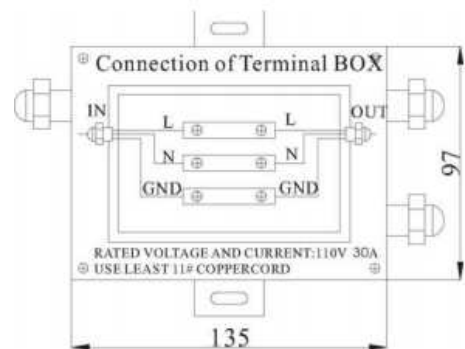 Connection of Terminal BOX
IN
OUT
L
L
N
N
GND
GND
RATED VOLTAGE AND CURRENT:110V 30A
USE LEAST 11# COPPERCORD
97
135